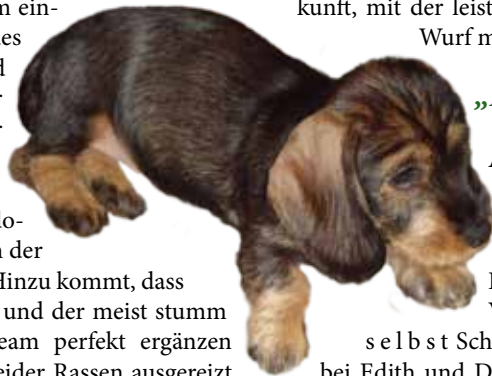 ein-
der
Hinzu kommt, dass
und der meist stumm
eam perfekt ergänzen
eider Rassen ausgereizt
kunft, mit der leist
Wurf m
s e l b s t Sch
bei Edith und D